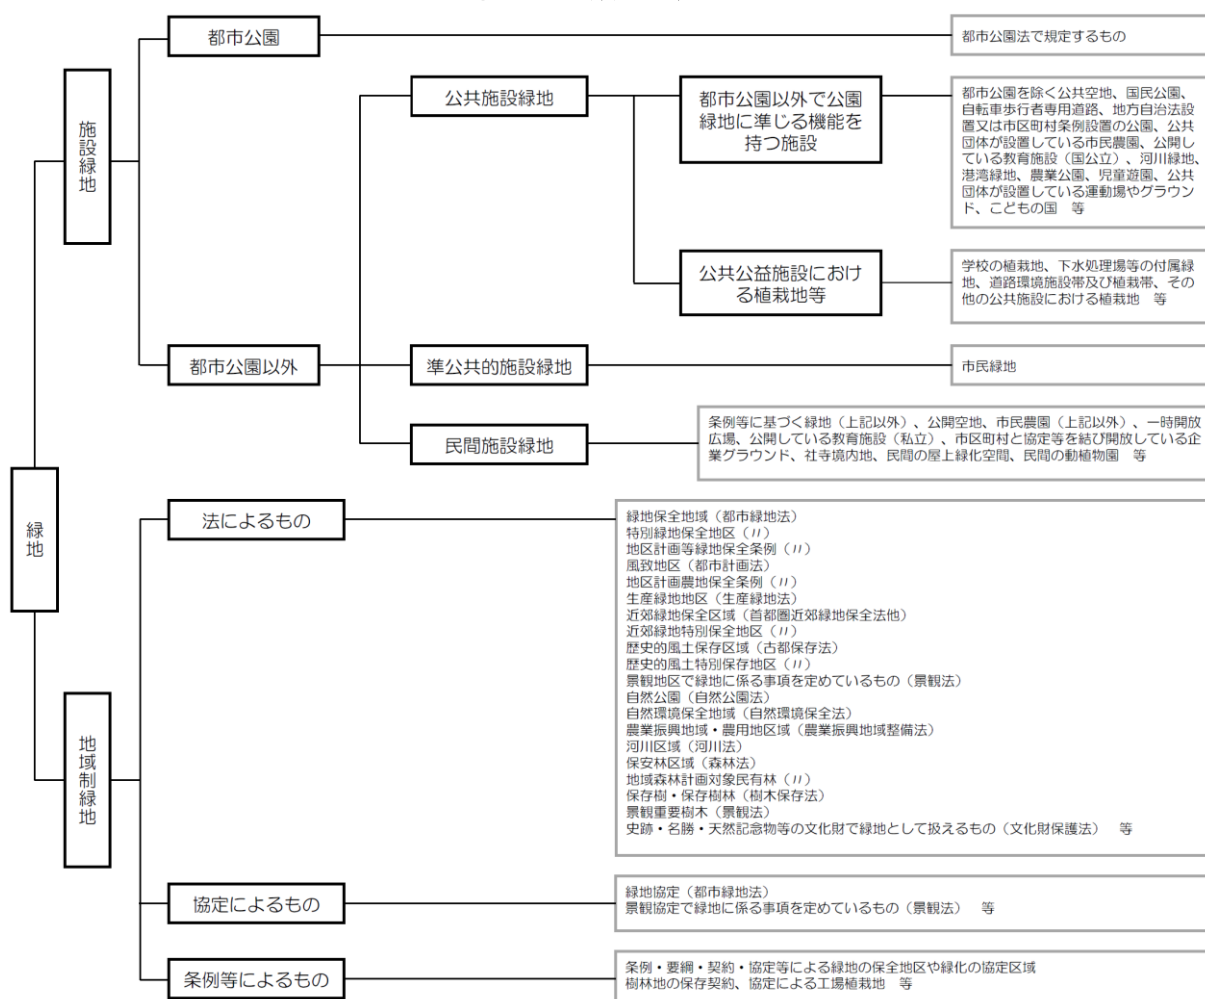 都市公園
都市公園法で規定するもの
施設緑地
公共施設緑地
都市公園以外で公園
緑地に準じる機能を
持つ施設
都市公園を除く公共空地、国民公園、
自転車歩行者専用道路、地方自治法設
置又は市区町村条例設置の公園、公共
団体が設置している市民農園、公開し
ている教育施設(国公立)、河川緑地、
港湾緑地、農業公園、児童遊園、公共
団体が設置している運動場やグラウン
ド、こどもの国 等
公共公益施設におけ
る植栽地等
学校の植栽地、下水処理場等の付属緑
地、道路環境施設帯及び植栽帯、その
他の公共施設における植栽地 等
都市公園以外
準公共的施設緑地
市民緑地
民間施設緑地
条例等に基づく緑地(上記以外)、公開空地、市民農園(上記以外)、一時開放
広場、公開している教育施設(私立)、市区町村と協定等を結び開放している企
業グラウンド、社寺境内地、民間の屋上緑化空間、民間の動植物園 等
緑地
法によるもの
緑地保全地域(都市緑地法)
特別緑地保全地区(〃)
地区計画等緑地保全条例(〃)
風致地区(都市計画法)
地区計画農地保全条例(〃)
生産緑地地区(生産緑地法)
近郊緑地保全区域(首都圏近郊緑地保全法他)
近郊緑地特別保全地区(〃)
歴史的風土保存区域(古都保存法)
歴史的風土特別保存地区(〃)
景観地区で緑地に係る事項を定めているもの(景観法)
自然公園(自然公園法)
自然環境保全地域(自然環境保全法)
農業振興地域・農用地区域(農業振興地域整備法)
河川区域(河川法)
保安林区域(森林法)
地域森林計画対象民有林(〃)
保存樹・保存樹林(樹木保存法)
景観重要樹木(景観法)
史跡・名勝・天然記念物等の文化財で緑地として扱えるもの(文化財保護法) 等
地域制緑地
協定によるもの
緑地協定(都市緑地法)
景観協定で緑地に係る事項を定めているもの(景観法) 等
条例等によるもの
条例・要綱・契約・協定等による緑地の保全地区や緑化の協定区域
樹林地の保存契約、協定による工場植栽地 等